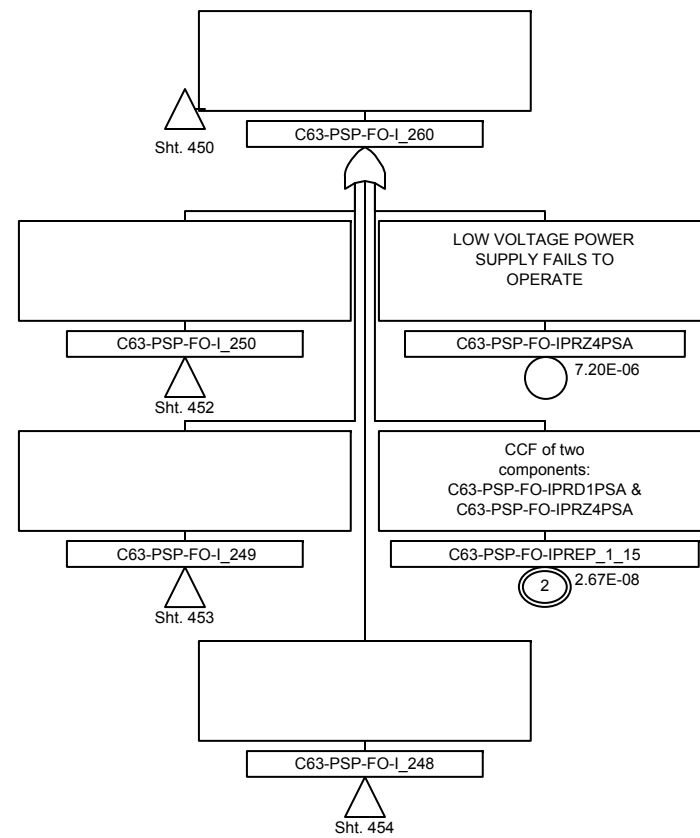 C63-PSP-FO-I_260
Sht. 450
LOW VOLTAGE POWER
SUPPLY FAILS TO
OPERATE
C63-PSP-FO-I_250
Sht. 452
C63-PSP-FO-IPRZ4PSA
7.20E-06
CCF of two
components:
C63-PSP-FO-IPRD1PSA &
C63-PSP-FO-IPRZ4PSA
C63-PSP-FO-I_249
Sht. 453
C63-PSP-FO-IPREP_1_15
2
2.67E-08
C63-PSP-FO-I_248
Sht. 454